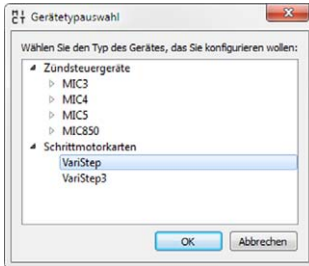 MIC T
Gerätetypauswahl
Wählen Sie den Typ des Gerätes, das Sie konfigurieren wollen:
Zündsteuergeräte
MIC3
MIC4
MIC5
MIC850
Schrittmotorkarten
VariStep
VariStep3
OK
Abbrechen